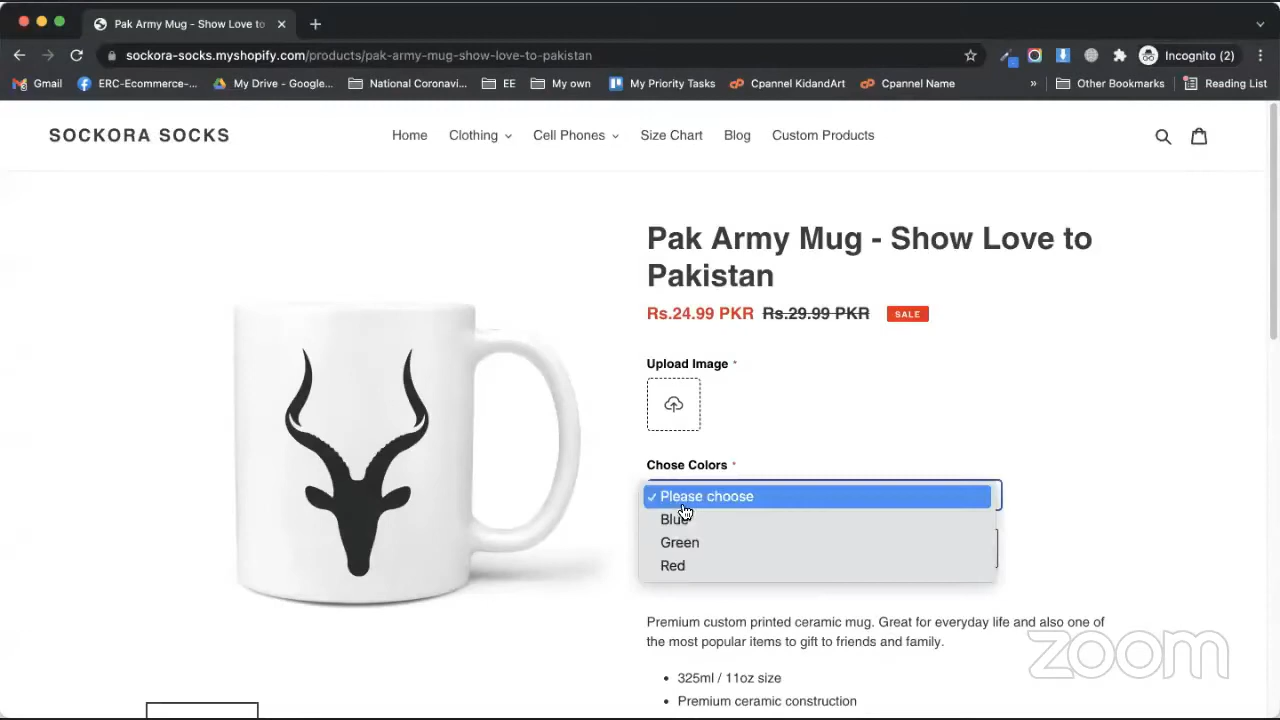 Pak Army Mug - Show Love to
sockora-socks.myshopify.com/products/pak-army-mug-show-love-to-pakistan
Incognito (2)
Gmail
ERC-Ecommerce-...
My Drive - Google...
National Coronavi...
EE
My own
My Priority Tasks
Cpannel KidandArt
Cpannel Name
»
Other Bookmarks
Reading List
SOCKORA SOCKS
Home
Clothing
Cell Phones
Size Chart
Blog
Custom Products
Pak Army Mug - Show Love to
Pakistan
Rs.24.99 PKR Rs.29.99 PKR SALE
Upload Image *
Chose Colors *
✓ Please choose
Blue
Green
Red
Premium custom printed ceramic mug. Great for everyday life and also one of
the most popular items to gift to friends and family.
• 325ml / 11oz size
• Premium ceramic construction
zoom